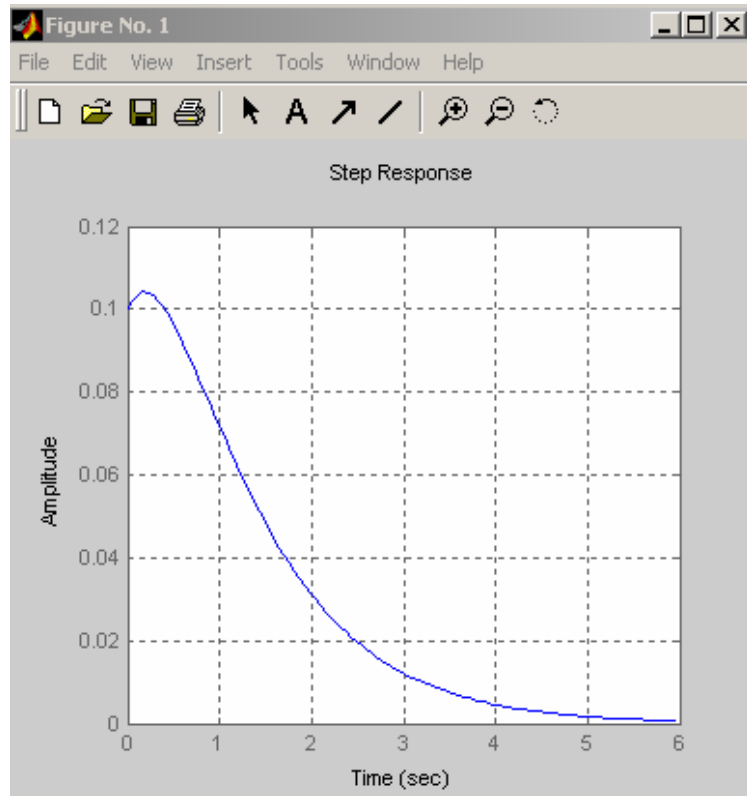 Figure No. 1
File Edit View Insert Tools Window Help
A
Step Response
0.12
0.1
0.08
0.06
0.04
0.02
0
Amplitude
0 1 2 3 4 5 6
Time (sec)